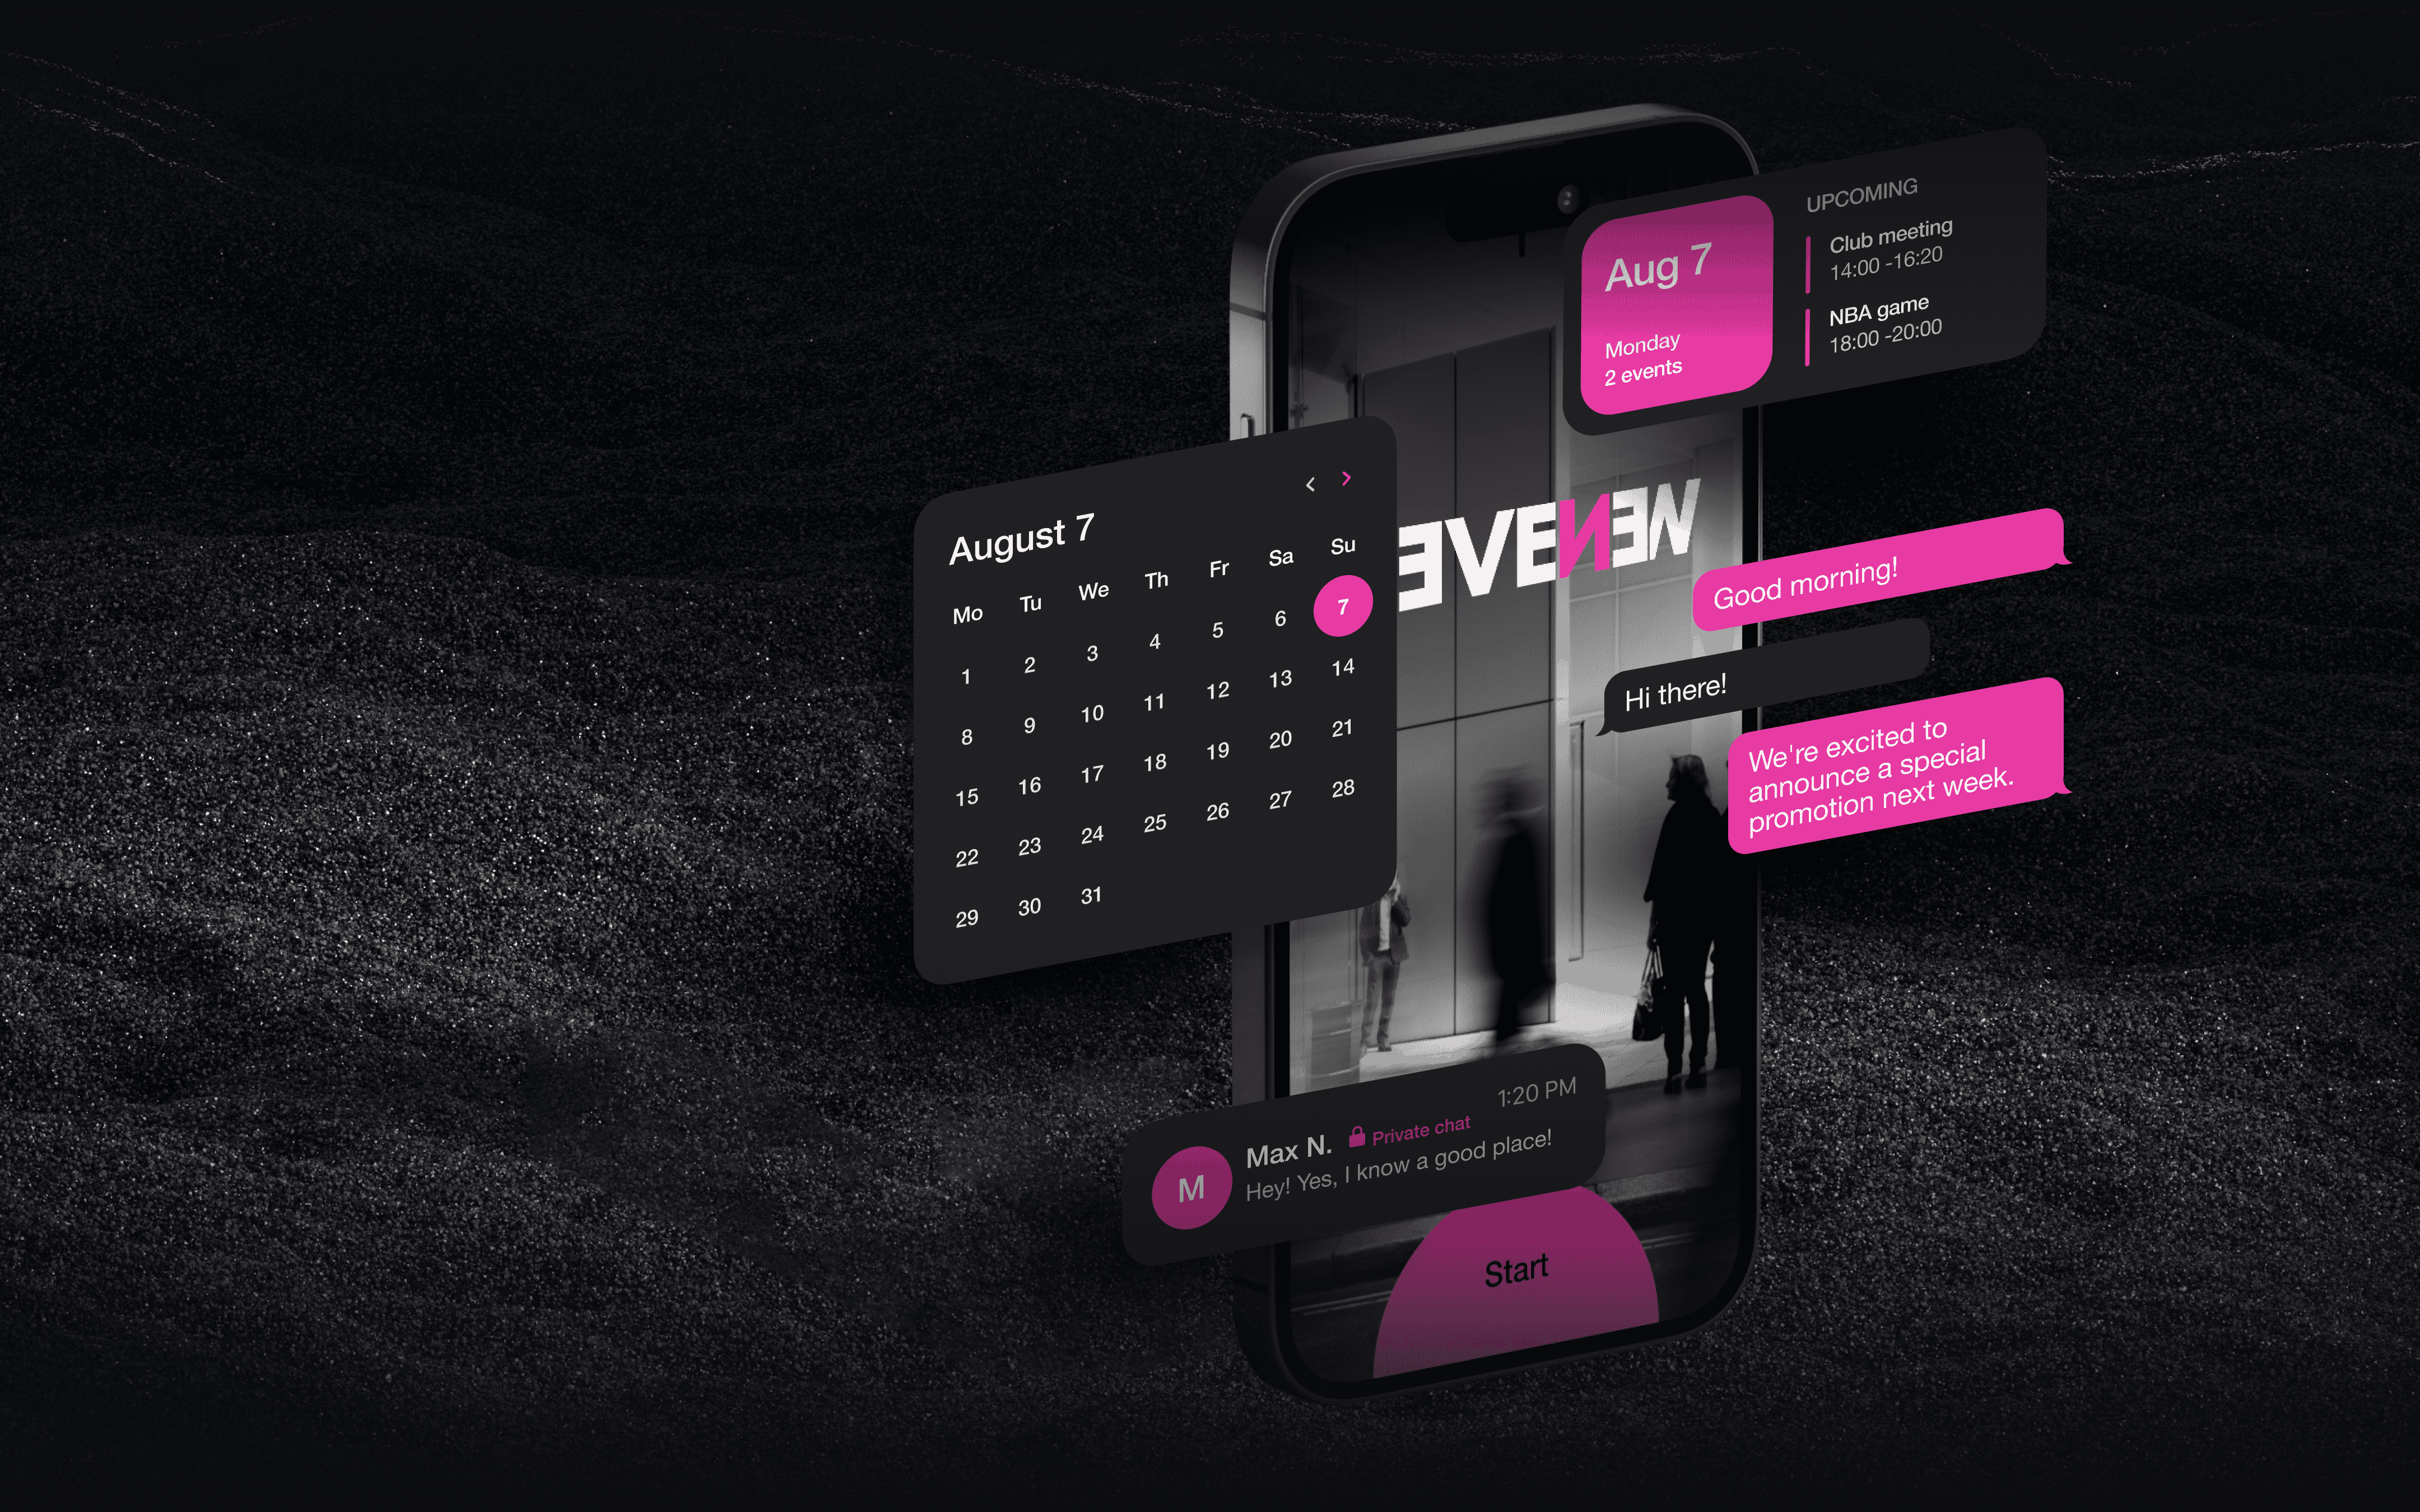 Aug 7
Monday
2 events
UPCOMING
Club meeting
14:00 -16:20
NBA game
18:00 -20:00
August 7
Mo Tu We Th Fr Sa Su
1 2 3 4 5 6 7
8 9 10 11 12 13 14
15 16 17 18 19 20 21
22 23 24 25 26 27 28
29 30 31
ƎVEИƎW
Good morning!
Hi there!
We're excited to
announce a special
promotion next week.
1:20 PM
M
Max N. Private chat
Hey! Yes, I know a good place!
Start